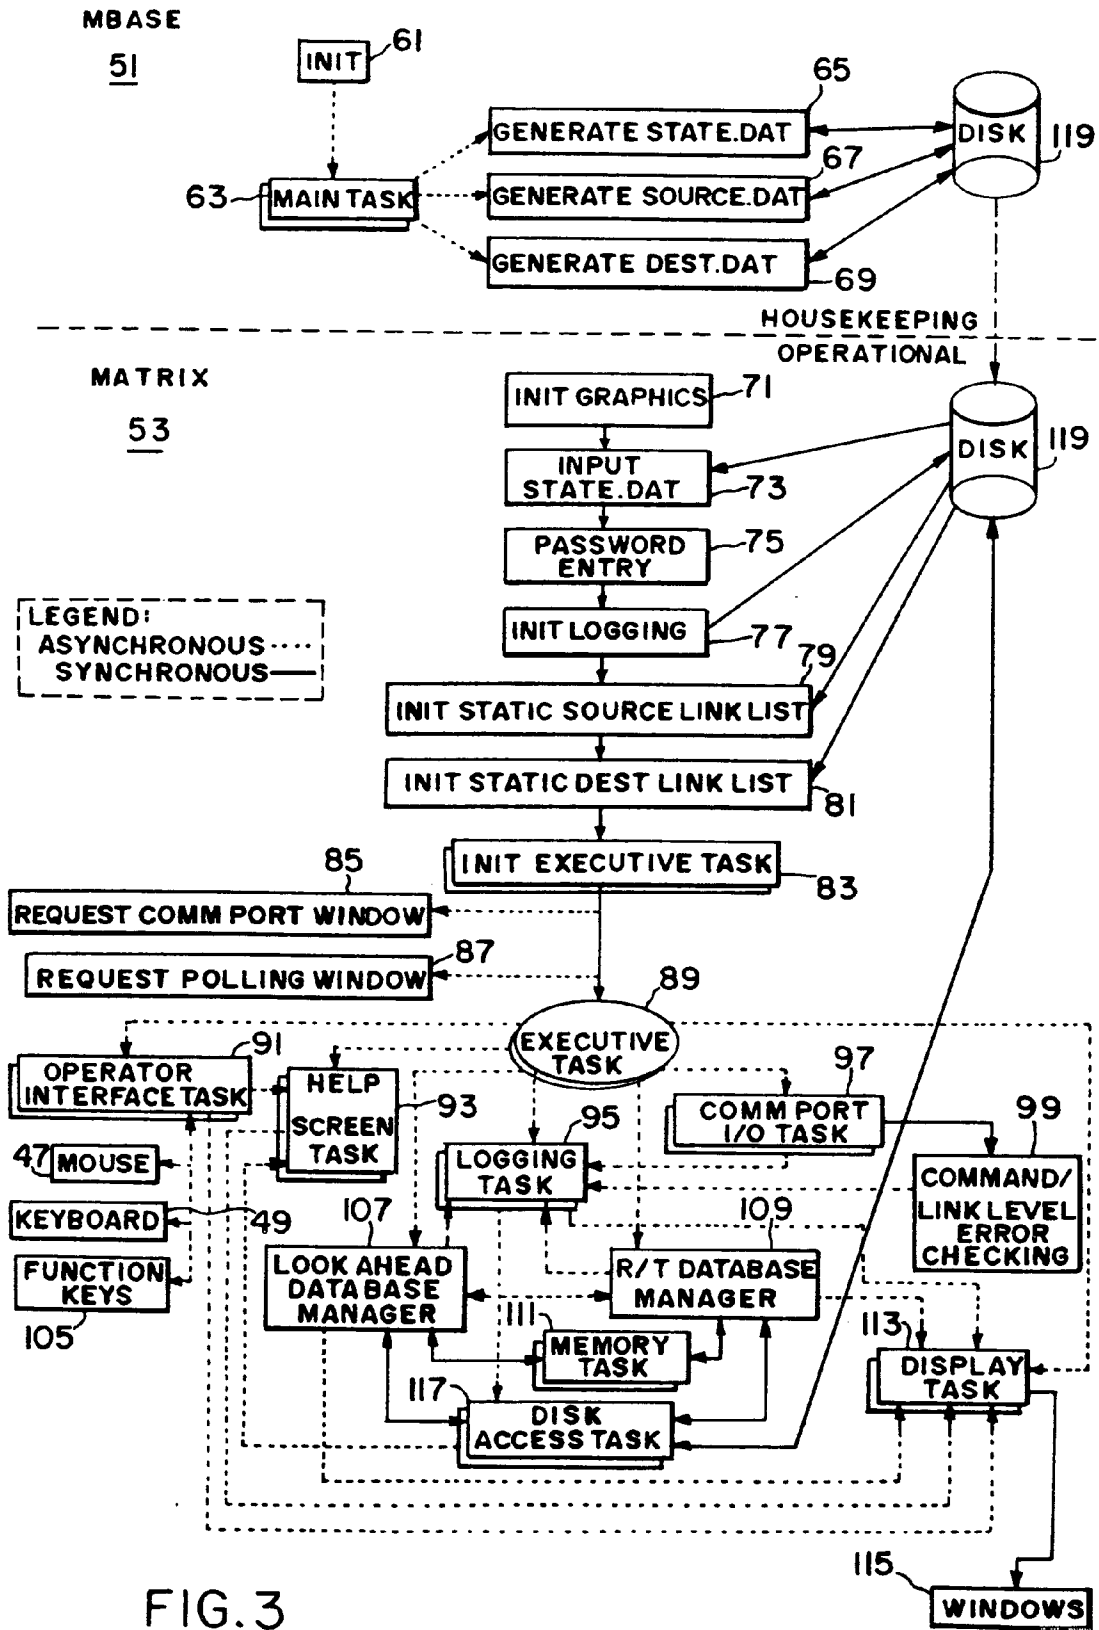 MBASE
51
INIT
61
65
GENERATE STATE.DAT
DISK
119
67
63
MAIN TASK
GENERATE SOURCE.DAT
GENERATE DEST.DAT
69
HOUSEKEEPING
OPERATIONAL
MATRIX
53
INIT GRAPHICS
71
DISK
119
INPUT
STATE.DAT
73
PASSWORD
ENTRY
75
LEGEND:
ASYNCHRONOUS
SYNCHRONOUS
INIT LOGGING
77
79
INIT STATIC SOURCE LINK LIST
INIT STATIC DEST LINK LIST
81
INIT EXECUTIVE TASK
83
85
REQUEST COMM PORT WINDOW
87
REQUEST POLLING WINDOW
89
EXECUTIVE
TASK
91
OPERATOR
INTERFACE TASK
HELP
SCREEN
TASK
93
95
LOGGING
TASK
97
COMM PORT
I/O TASK
99
COMMAND/
LINK LEVEL
ERROR
CHECKING
47
MOUSE
KEYBOARD
49
FUNCTION
KEYS
105
107
LOOK AHEAD
DATABASE
MANAGER
109
R/T DATABASE
MANAGER
111
MEMORY
TASK
113
DISPLAY
TASK
117
DISK
ACCESS TASK
115
WINDOWS
FIG. 3